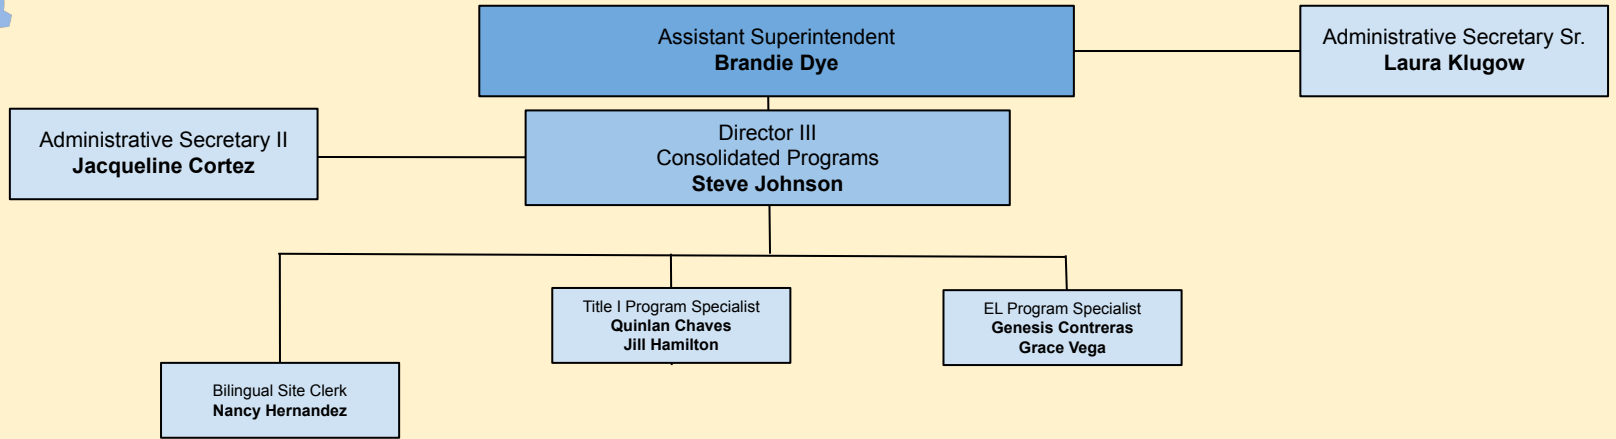 Assistant Superintendent
Brandie Dye
Administrative Secretary Sr.
Laura Klugow
Administrative Secretary II
Jacqueline Cortez
Director III
Consolidated Programs
Steve Johnson
Title I Program Specialist
Quinlan Chaves
Jill Hamilton
EL Program Specialist
Genesis Contreras
Grace Vega
Bilingual Site Clerk
Nancy Hernandez